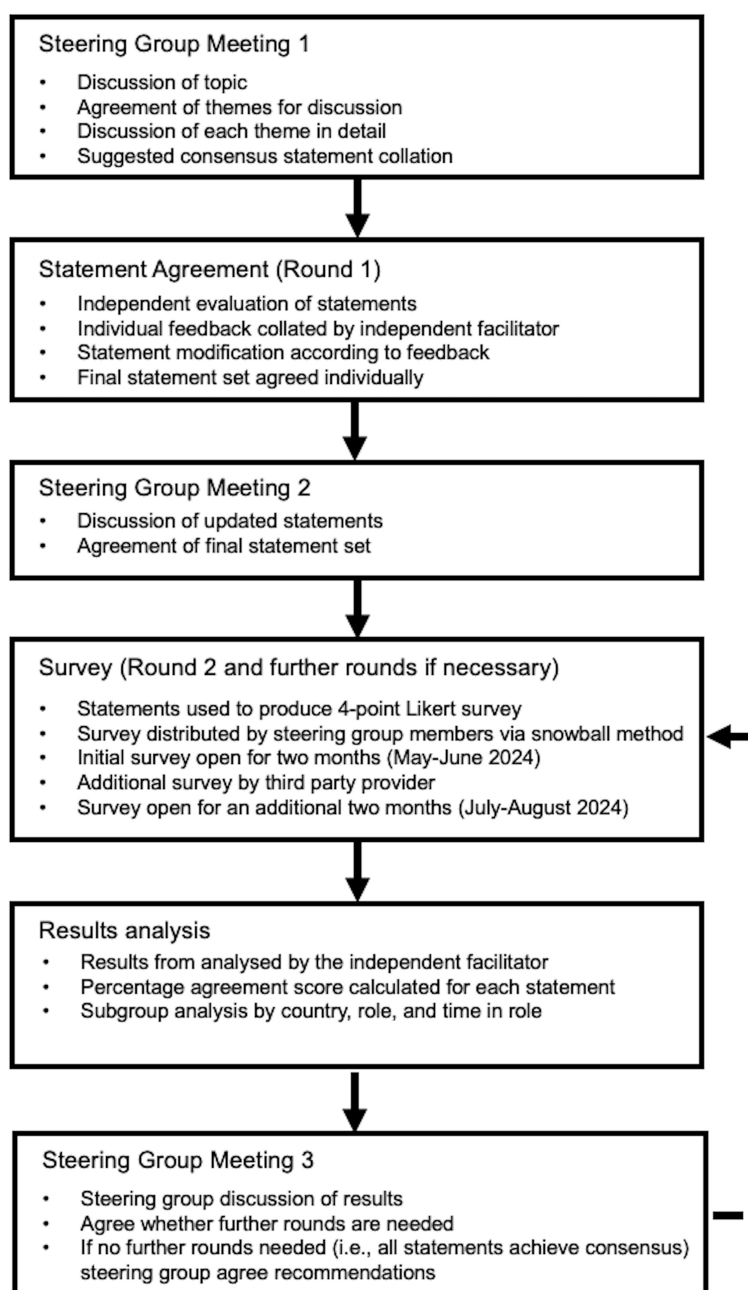 Steering Group Meeting 1
• Discussion of topic
• Agreement of themes for discussion
• Discussion of each theme in detail
• Suggested consensus statement collation
Statement Agreement (Round 1)
• Independent evaluation of statements
• Individual feedback collated by independent facilitator
• Statement modification according to feedback
• Final statement set agreed individually
Steering Group Meeting 2
• Discussion of updated statements
• Agreement of final statement set
Survey (Round 2 and further rounds if necessary)
• Statements used to produce 4-point Likert survey
• Survey distributed by steering group members via snowball method
• Initial survey open for two months (May-June 2024)
• Additional survey by third party provider
• Survey open for an additional two months (July-August 2024)
Results analysis
• Results from analysed by the independent facilitator
• Percentage agreement score calculated for each statement
• Subgroup analysis by country, role, and time in role
Steering Group Meeting 3
• Steering group discussion of results
• Agree whether further rounds are needed
• If no further rounds needed (i.e., all statements achieve consensus)
steering group agree recommendations